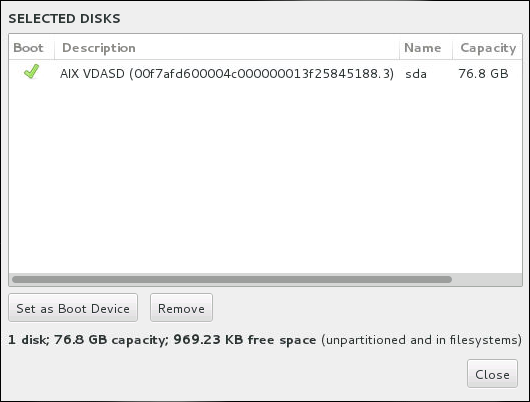 SELECTED DISKS
Boot Description Name Capacity
AIX VDASD (00f7afd600004c000000013f25845188.3) sda 76.8 GB
Set as Boot Device Remove
1 disk; 76.8 GB capacity; 969.23 KB free space (unpartitioned and in filesystems)
Close